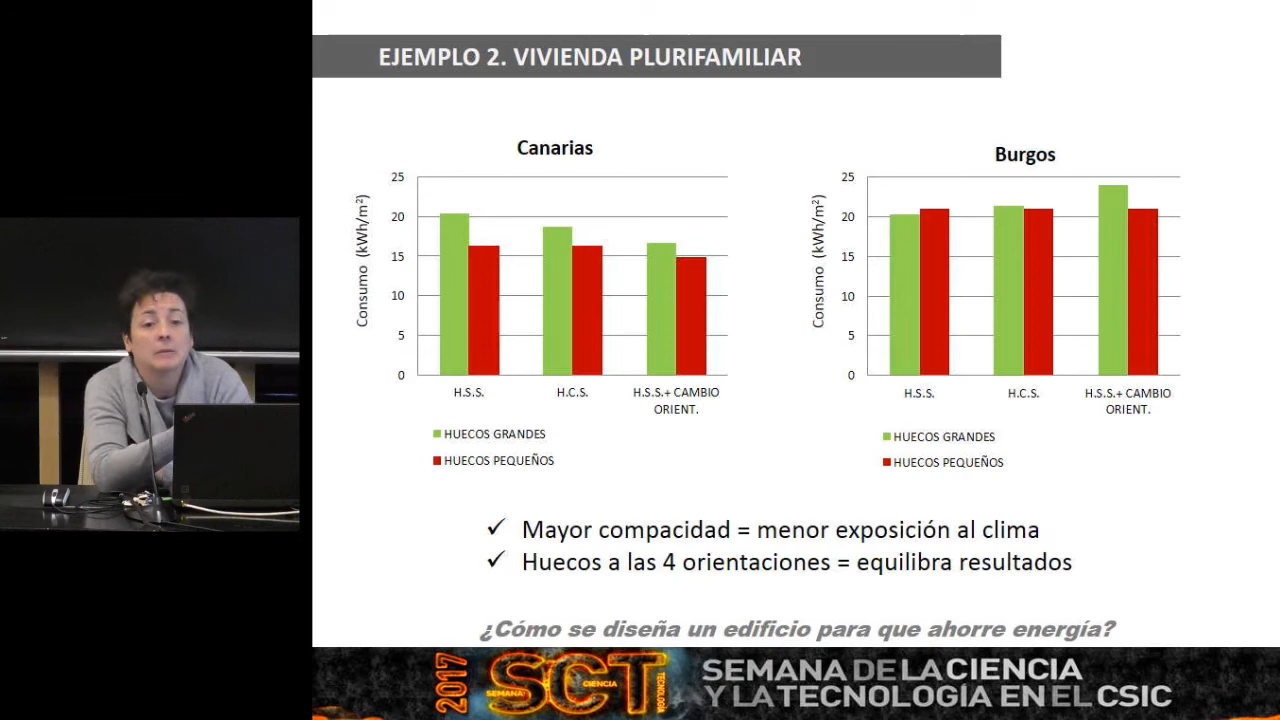 EJEMPLO 2. VIVIENDA PLURIFAMILIAR
Canarias
Consumo (kWh/m²)
25
20
15
10
5
0
H.S.S.
H.C.S.
H.S.S.+ CAMBIO
ORIENT.
HUECOS GRANDES
HUECOS PEQUEÑOS
Burgos
Consumo (kWh/m²)
25
20
15
10
5
0
H.S.S.
H.C.S.
H.S.S.+ CAMBIO
ORIENT.
HUECOS GRANDES
HUECOS PEQUEÑOS
✓ Mayor compacidad = menor exposición al clima
✓ Huecos a las 4 orientaciones = equilibra resultados
¿Cómo se diseña un edificio para que ahorre energía?
2017
SCT
SEMANA
CIENCIA
TECNOLOGÍA
SEMANA DE LA CIENCIA
Y LA TECNOLOGÍA EN EL CSIC